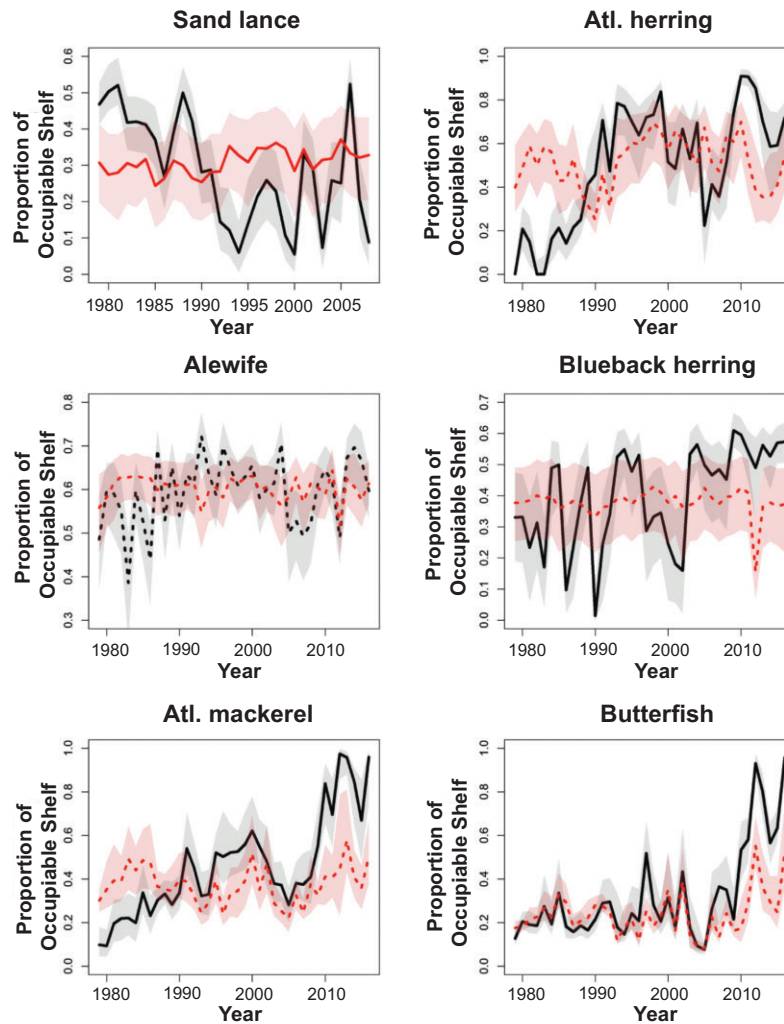 Sand lance
Atl. herring
Proportion of
Occupiable Shelf
0.0 0.1 0.2 0.3 0.4 0.5 0.6
1980 1985 1990 1995 2000 2005
Year
Proportion of
Occupiable Shelf
0.0 0.2 0.4 0.6 0.8 1.0
1980 1990 2000 2010
Year
Alewife
Blueback herring
Proportion of
Occupiable Shelf
0.3 0.4 0.5 0.6 0.7 0.8
1980 1990 2000 2010
Year
Proportion of
Occupiable Shelf
0.0 0.1 0.2 0.3 0.4 0.5 0.6 0.7
1980 1990 2000 2010
Year
Atl. mackerel
Butterfish
Proportion of
Occupiable Shelf
0.0 0.2 0.4 0.6 0.8 1.0
1980 1990 2000 2010
Year
Proportion of
Occupiable Shelf
0.0 0.2 0.4 0.6 0.8 1.0
1980 1990 2000 2010
Year